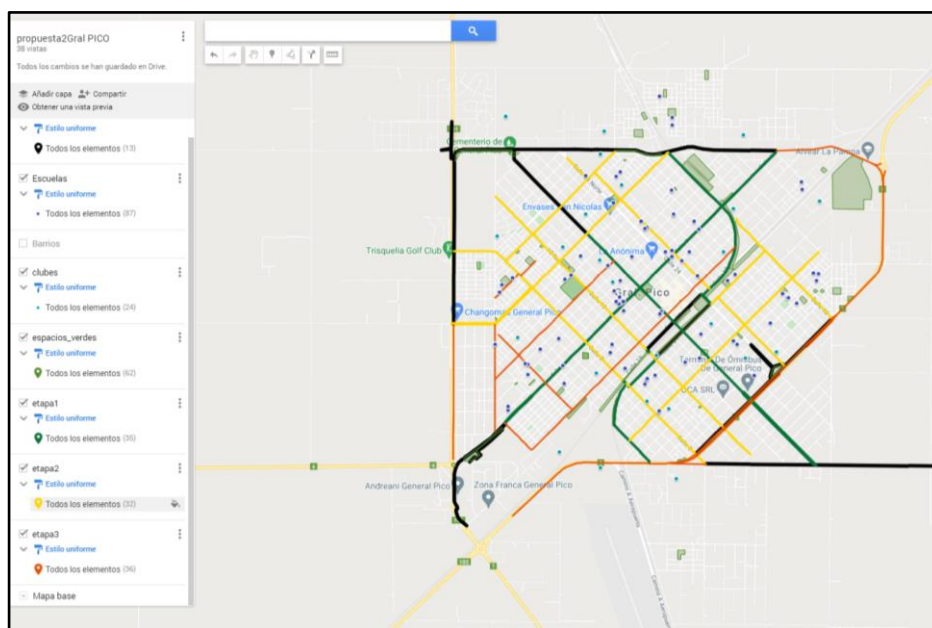 propuesta2Gral PICO
38 vistas
Todos los cambios se han guardado en Drive.
Añadir capa
Compartir
Obtener una vista previa
Estilo uniforme
Todos los elementos (13)
Escuelas
Estilo uniforme
Todos los elementos (87)
Barrios
clubes
Estilo uniforme
Todos los elementos (24)
espacios_verdes
Estilo uniforme
Todos los elementos (62)
etapa1
Estilo uniforme
Todos los elementos (35)
etapa2
Estilo uniforme
Todos los elementos (32)
etapa3
Estilo uniforme
Todos los elementos (36)
Mapa base
Cementerio de
Alvear La Pampa
Envases San Nicolas
Trisquelia Golf Club
La Anónima
Gral. Pico
Changomas General Pico
Terminal De Ómnibus
De General Pico
OCA SRL
Andreani General Pico
Zona Franca General Pico